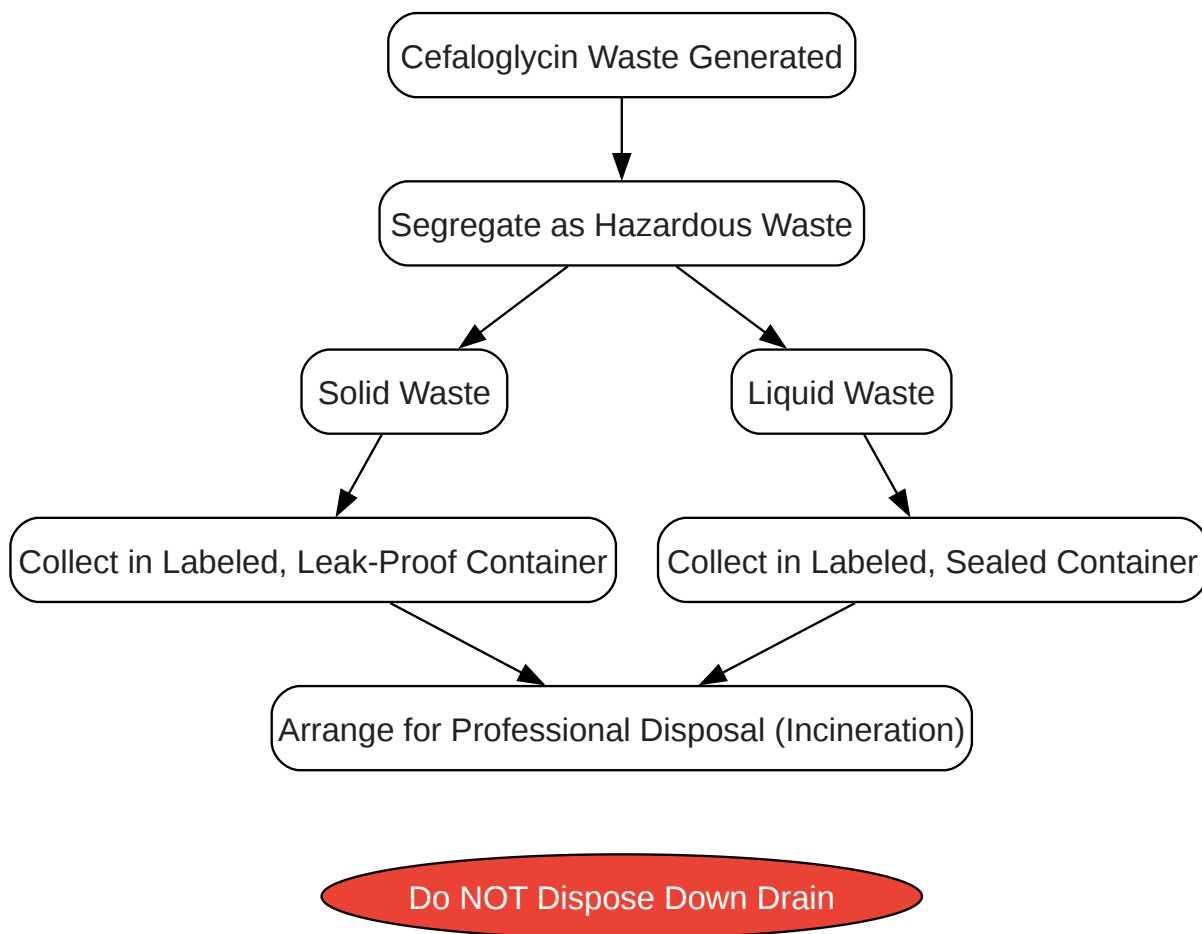 Cefaloglycin Waste Generated
Segregate as Hazardous Waste
Solid Waste
Liquid Waste
Collect in Labeled, Leak-Proof Container
Collect in Labeled, Sealed Container
Arrange for Professional Disposal (Incineration)
Do NOT Dispose Down Drain